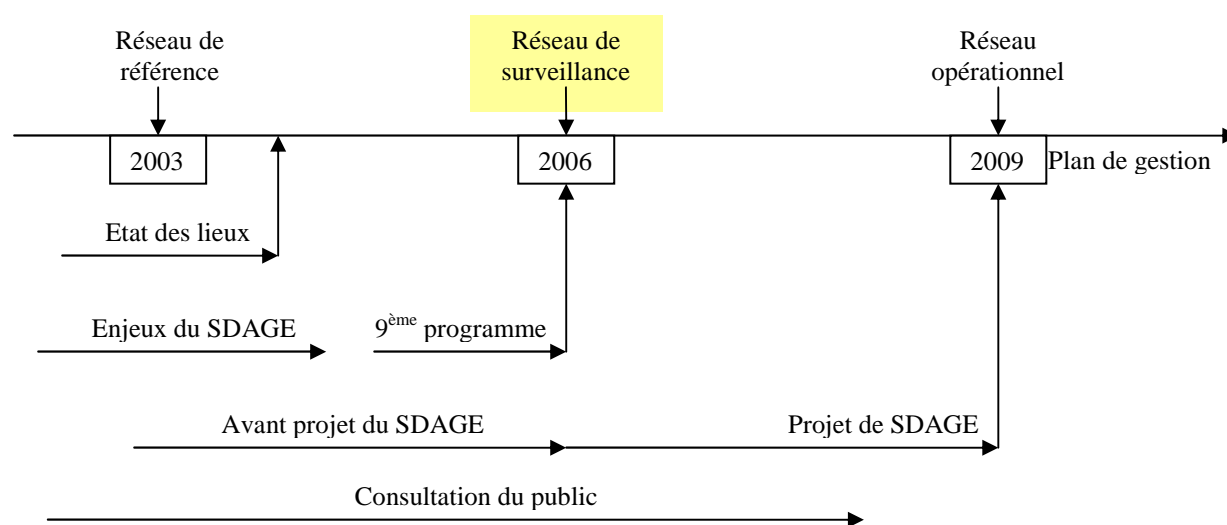 Réseau de
référence
Réseau de
surveillance
Réseau
opérationnel
2003
2006
2009
Plan de gestion
Etat des lieux
Enjeux du SDAGE
9ème programme
Avant projet du SDAGE
Projet de SDAGE
Consultation du public